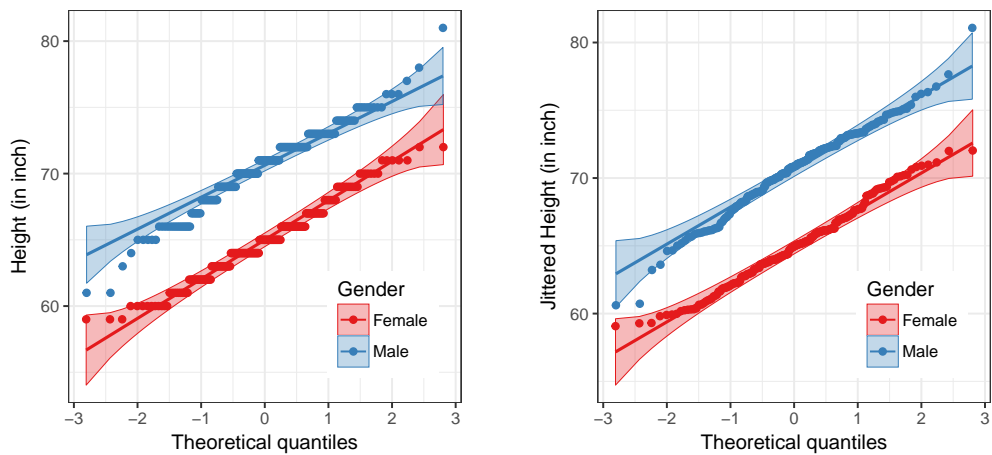 Height (in inch)
80
70
60
Gender
Female
Male
−3
−2
−1
0
1
2
3
Theoretical quantiles
Jittered Height (in inch)
80
70
60
Gender
Female
Male
−3
−2
−1
0
1
2
3
Theoretical quantiles